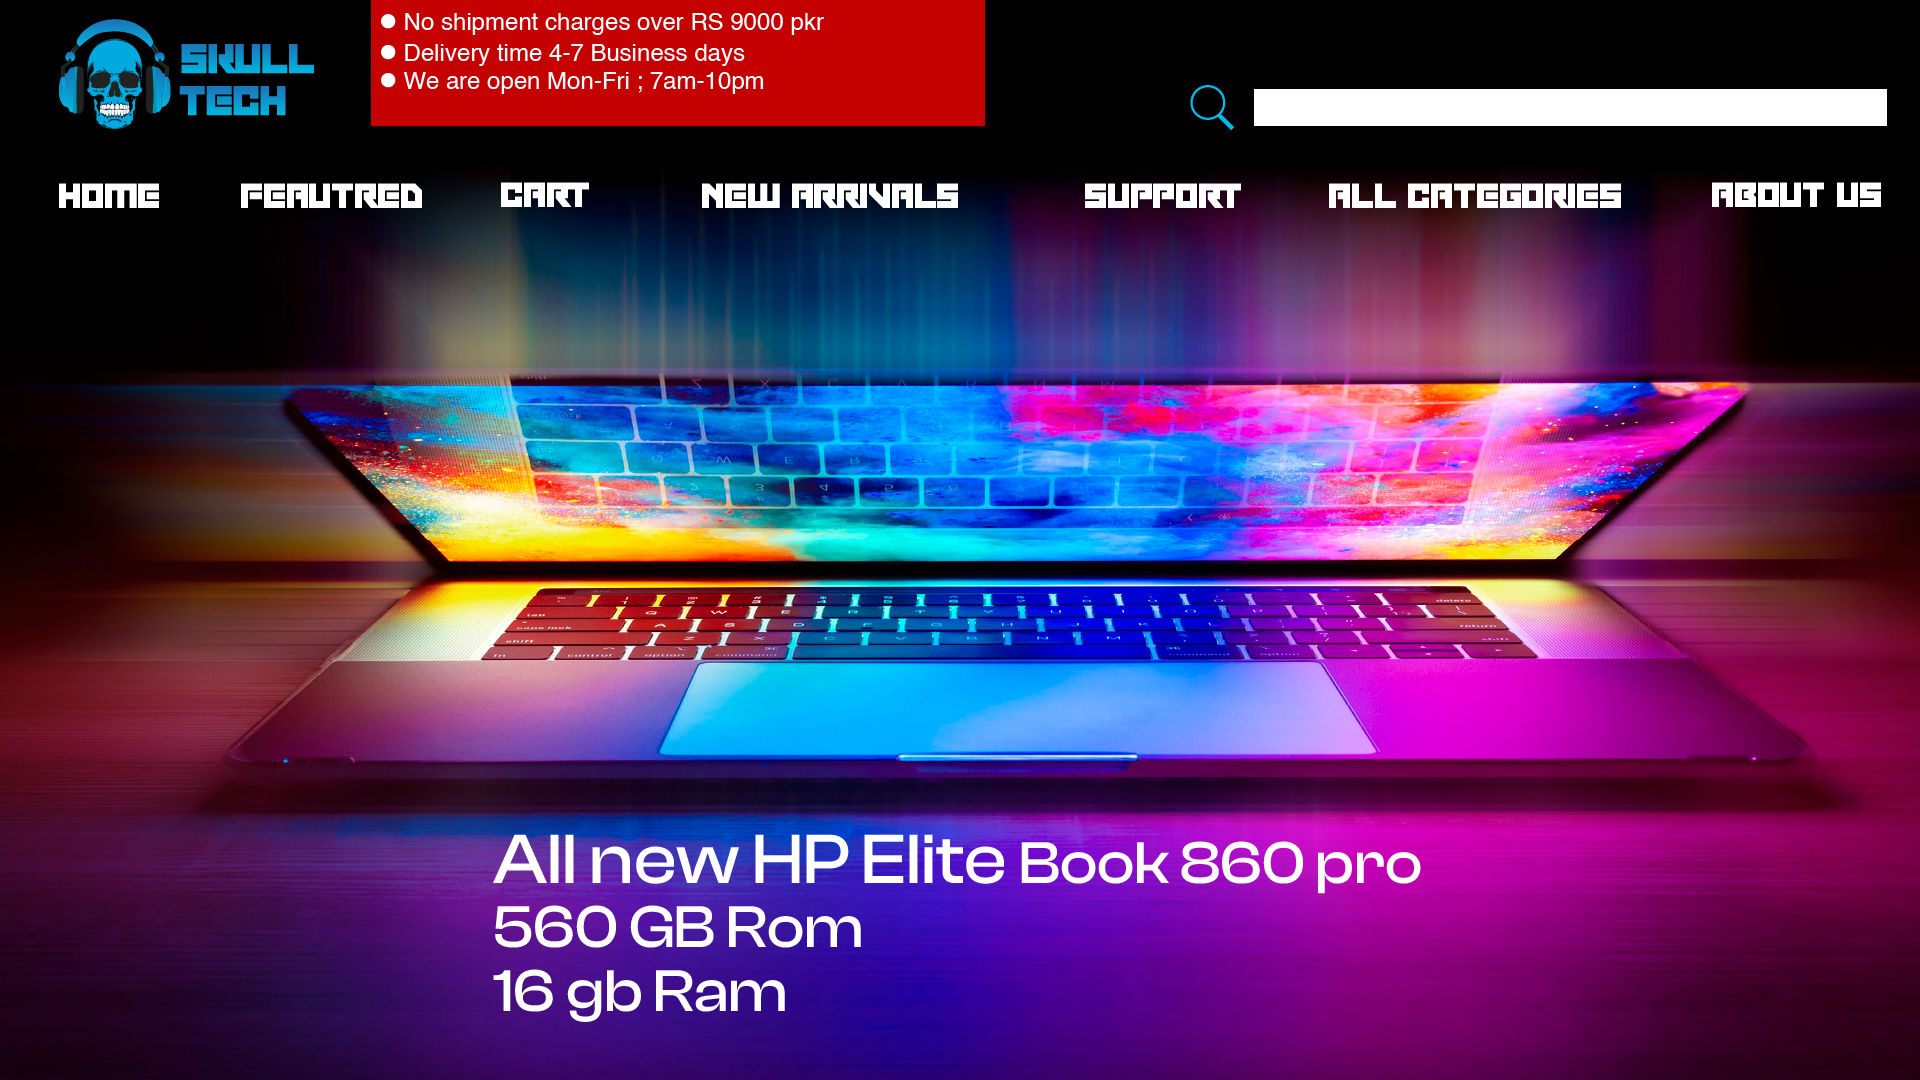 SKULL
TECH
● No shipment charges over RS 9000 pkr
● Delivery time 4-7 Business days
● We are open Mon-Fri ; 7am-10pm
HOME FEAUTRED CART NEW ARRIVALS SUPPORT ALL CATEGORIES ABOUT US
All new HP Elite Book 860 pro
560 GB Rom
16 gb Ram